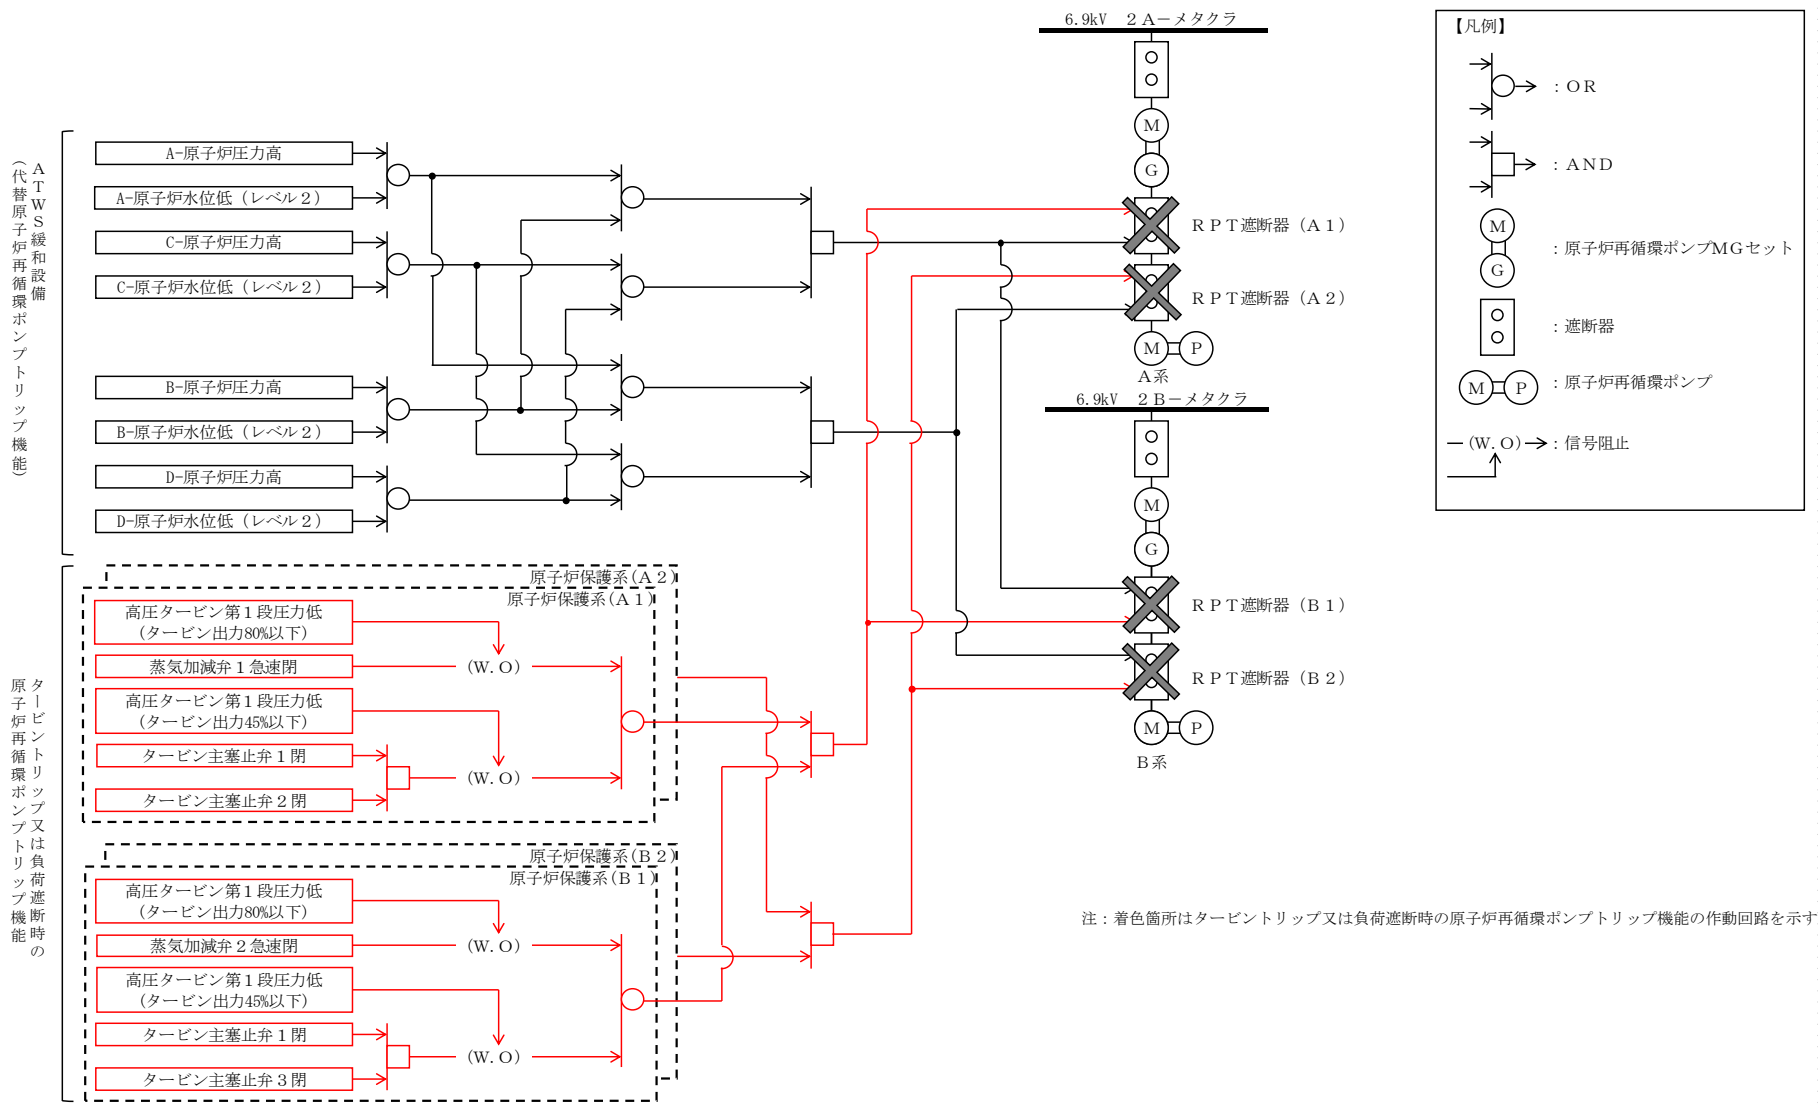 6.9kV ２Ａ－メタクラ
Ｍ
Ｇ
ＲＰＴ遮断器（Ａ１）
ＲＰＴ遮断器（Ａ２）
Ｍ Ｐ
Ａ系
6.9kV ２Ｂ－メタクラ
Ｍ
Ｇ
ＲＰＴ遮断器（Ｂ１）
ＲＰＴ遮断器（Ｂ２）
Ｍ Ｐ
Ｂ系
【凡例】
：ＯＲ
：ＡＮＤ
Ｍ
Ｇ
：原子炉再循環ポンプＭＧセット
：遮断器
Ｍ Ｐ
：原子炉再循環ポンプ
(Ｗ.Ｏ)
：信号阻止
ＡＴＷＳ緩和設備
（代替原子炉再循環ポンプトリップ機能）
A-原子炉圧力高
A-原子炉水位低（レベル２）
C-原子炉圧力高
C-原子炉水位低（レベル２）
B-原子炉圧力高
B-原子炉水位低（レベル２）
D-原子炉圧力高
D-原子炉水位低（レベル２）
タービントリップ又は負荷遮断時の
原子炉再循環ポンプトリップ機能
原子炉保護系(Ａ２)
原子炉保護系(Ａ１)
高圧タービン第１段圧力低
(タービン出力80%以下)
蒸気加減弁１急速閉
(Ｗ.Ｏ)
高圧タービン第１段圧力低
(タービン出力45%以下)
タービン主塞止弁１閉
(Ｗ.Ｏ)
タービン主塞止弁２閉
原子炉保護系(Ｂ２)
原子炉保護系(Ｂ１)
高圧タービン第１段圧力低
(タービン出力80%以下)
蒸気加減弁２急速閉
(Ｗ.Ｏ)
高圧タービン第１段圧力低
(タービン出力45%以下)
タービン主塞止弁１閉
(Ｗ.Ｏ)
タービン主塞止弁３閉
注：着色箇所はタービントリップ又は負荷遮断時の原子炉再循環ポンプトリップ機能の作動回路を示す